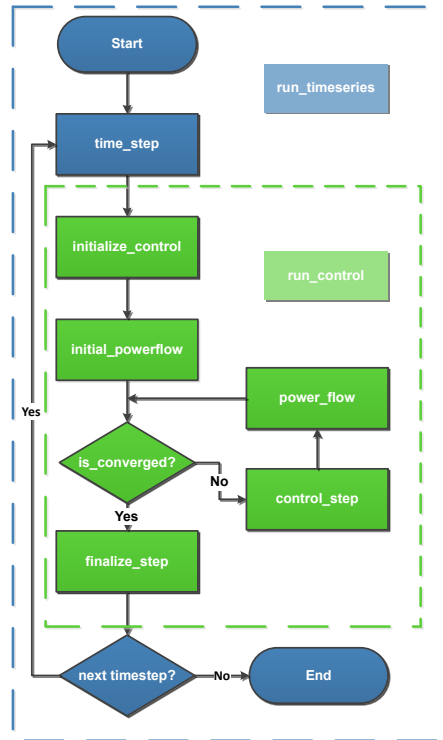 Start
run_timeseries
time_step
initialize_control
run_control
initial_powerflow
power_flow
is_converged?
No
control_step
Yes
Yes
finalize_step
next timestep?
No
End